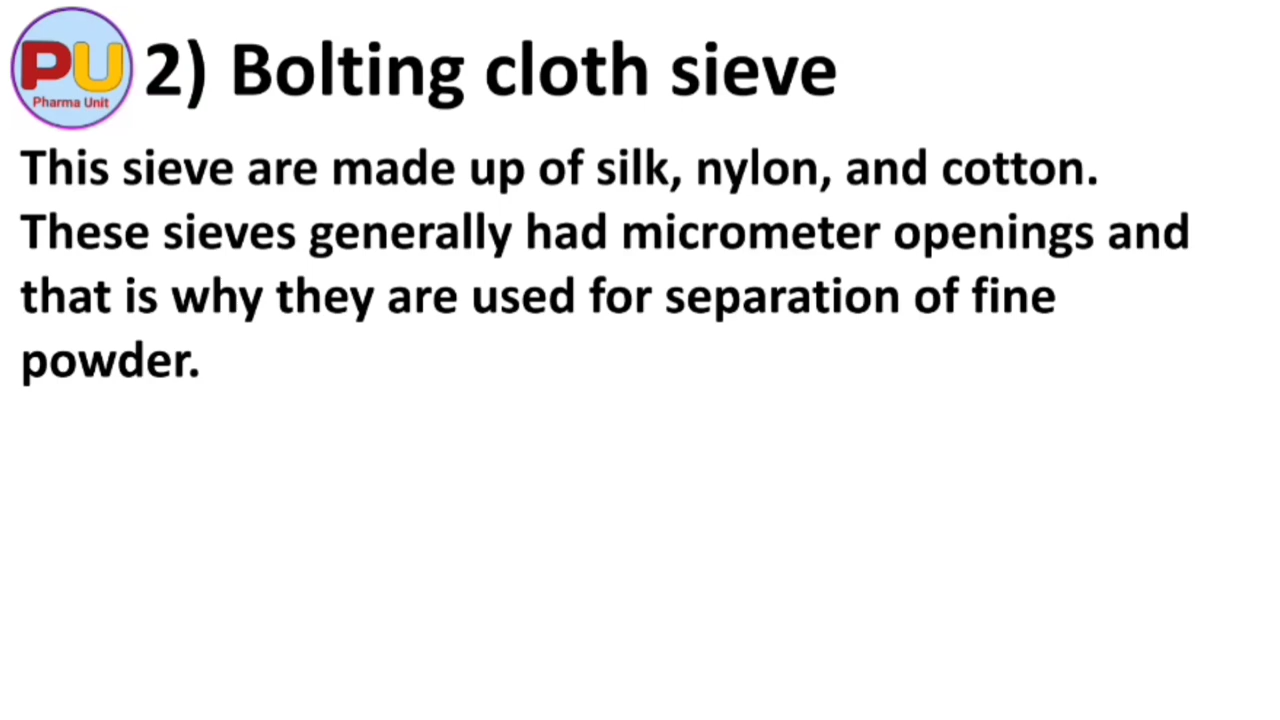 PU
Pharma Unit
2) Bolting cloth sieve
This sieve are made up of silk, nylon, and cotton.
These sieves generally had micrometer openings and
that is why they are used for separation of fine
powder.